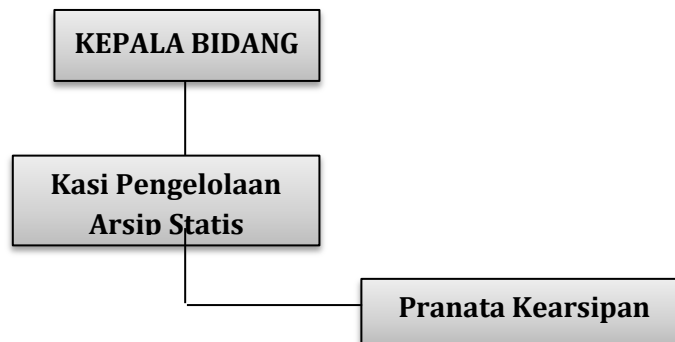 KEPALA BIDANG
Kasi Pengelolaan
Arsip Statis
Pranata Kearsipan